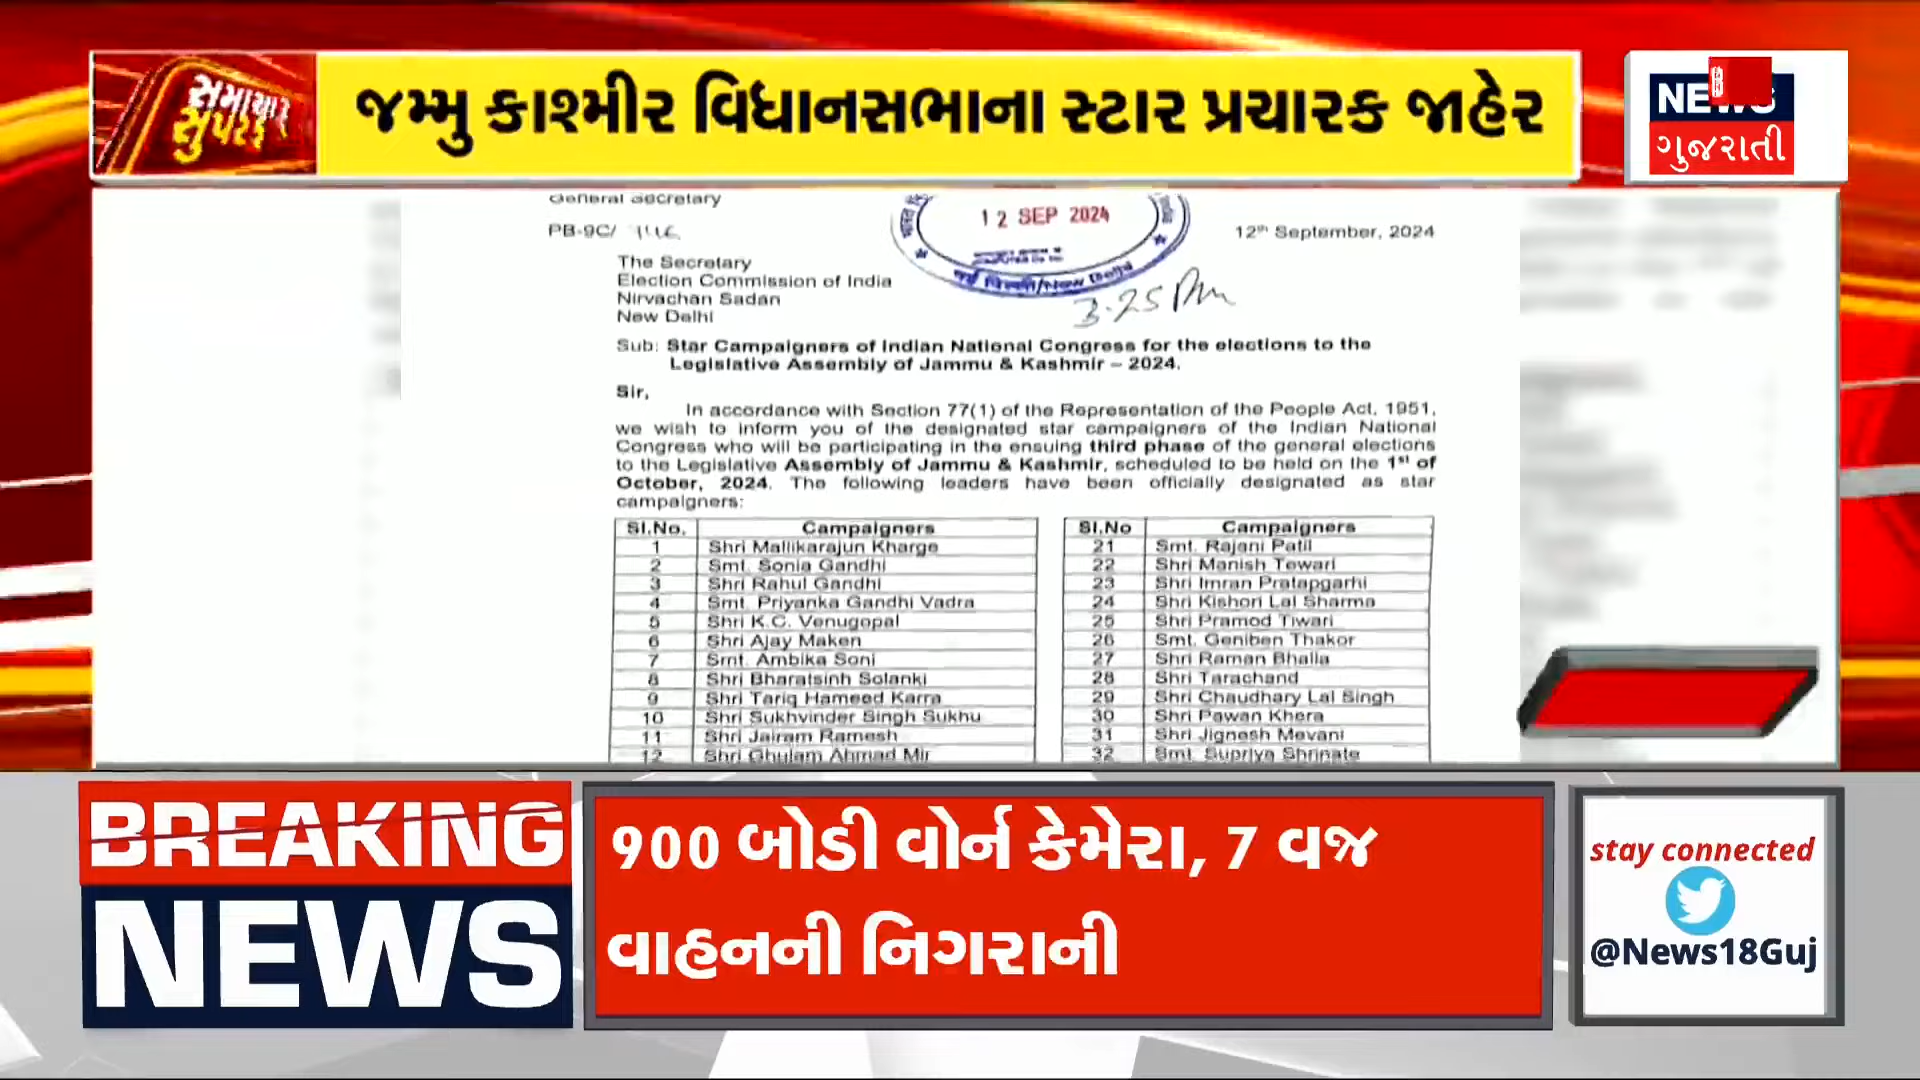 સમાચાર
સુપરફાસ્ટ
જમ્મુ કાશ્મીર વિધાનસભાના સ્ટાર પ્રચારક જાહેર
NEWS
ગુજરાતી
General Secretary
PB-9C/
12 SEP 2024
12th September, 2024
The Secretary
Election Commission of India
Nirvachan Sadan
New Delhi
नई दिल्ली/New Delhi
3.25 Pm
Sub: Star Campaigners of Indian National Congress for the elections to the
Legislative Assembly of Jammu & Kashmir – 2024.
Sir,
In accordance with Section 77(1) of the Representation of the People Act, 1951,
we wish to inform you of the designated star campaigners of the Indian National
Congress who will be participating in the ensuing third phase of the general elections
to the Legislative Assembly of Jammu & Kashmir, scheduled to be held on the 1st of
October, 2024. The following leaders have been officially designated as star
campaigners:
Sl.No. Campaigners
1 Shri Mallikarajun Kharge
2 Smt. Sonia Gandhi
3 Shri Rahul Gandhi
4 Smt. Priyanka Gandhi Vadra
5 Shri K.C. Venugopal
6 Shri Ajay Maken
7 Smt. Ambika Soni
8 Shri Bharatsinh Solanki
9 Shri Tariq Hameed Karra
10 Shri Sukhvinder Singh Sukhu
11 Shri Jairam Ramesh
12 Shri Ghulam Ahmad Mir
Sl.No Campaigners
21 Smt. Rajani Patil
22 Shri Manish Tewari
23 Shri Imran Pratapgarhi
24 Shri Kishori Lal Sharma
25 Shri Pramod Tiwari
26 Smt. Geniben Thakor
27 Shri Raman Bhalla
28 Shri Tarachand
29 Shri Chaudhary Lal Singh
30 Shri Pawan Khera
31 Shri Jignesh Mevani
32 Smt. Supriya Shrinate
BREAKING
NEWS
900 બોડી વોર્ન કેમેરા, 7 વજ
વાહનની નિગરાની
stay connected
@News18Guj